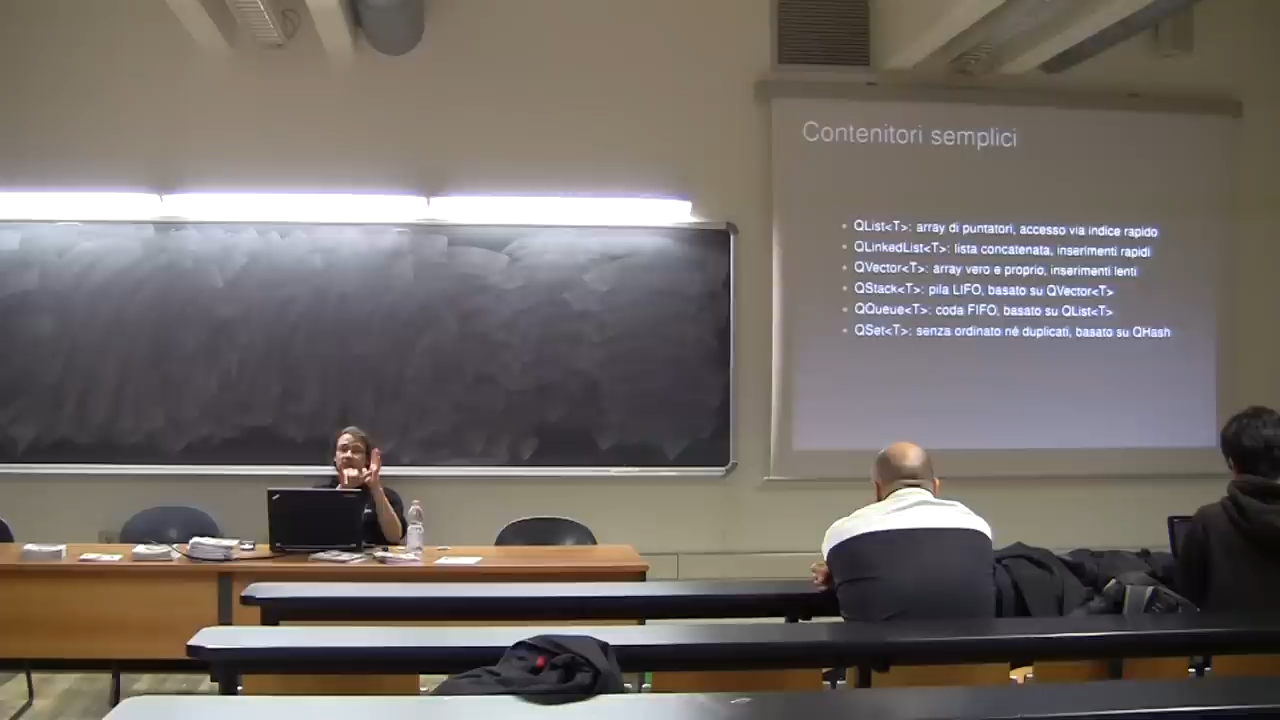 Contenitori semplici
• QList<T>: array di puntatori, accesso via indice rapido
• QLinkedList<T>: lista concatenata, inserimenti rapidi
• QVector<T>: array vero e proprio, inserimenti lenti
• QStack<T>: pila LIFO, basato su QVector<T>
• QQueue<T>: coda FIFO, basato su QList<T>
• QSet<T>: senza ordinato né duplicati, basato su QHash